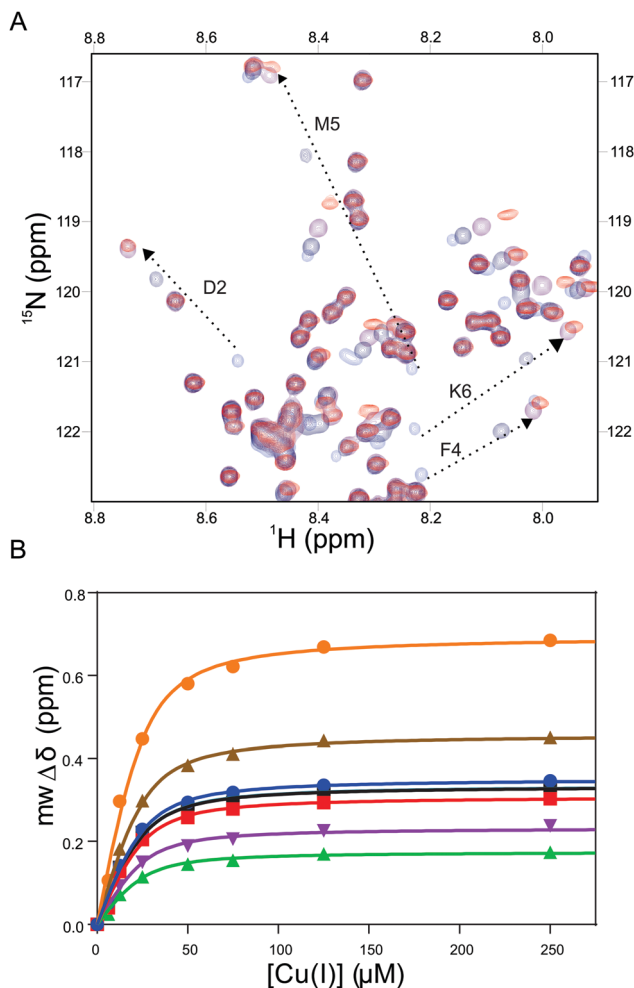 A
8.8 8.6 8.4 8.2 8.0
117 117
118 118
119 119
120 120
121 121
122 122
M5
D2
K6
F4
¹⁵N (ppm)
8.8 8.6 8.4 8.2 8.0
¹H (ppm)
B
0.8
0.6
0.4
0.2
0.0
mw Δδ (ppm)
0 50 100 150 200 250
[Cu(I)] (µM)